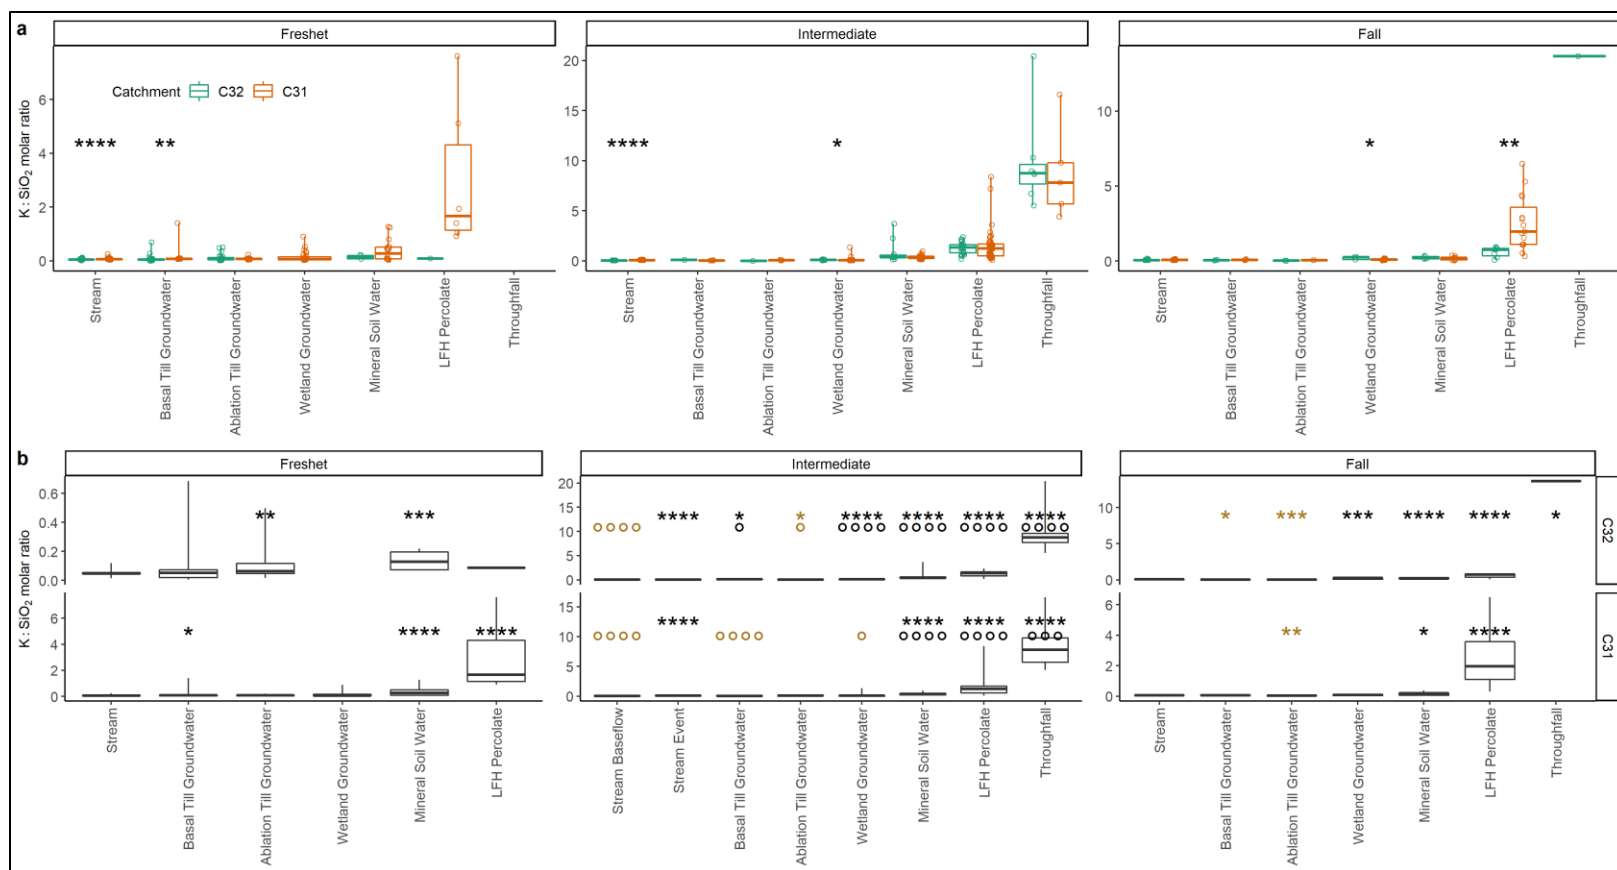 a
Freshet
Intermediate
Fall
Catchment C32 C31
K : SiO₂ molar ratio
6
4
2
0
**** **
20
15
10
5
0
**** *
10
5
0
* **
Stream
Basal Till Groundwater
Ablation Till Groundwater
Wetland Groundwater
Mineral Soil Water
LFH Percolate
Throughfall
Stream
Basal Till Groundwater
Ablation Till Groundwater
Wetland Groundwater
Mineral Soil Water
LFH Percolate
Throughfall
Stream
Basal Till Groundwater
Ablation Till Groundwater
Wetland Groundwater
Mineral Soil Water
LFH Percolate
Throughfall
b
Freshet
Intermediate
Fall
K : SiO₂ molar ratio
0.6
0.4
0.2
0.0
** ***
20
15
10
5
0
**** * * **** **** **** ****
10
5
0
* *** *** **** **** *
C32
6
4
2
0
* **** ****
15
10
5
0
**** **** **** ****
6
4
2
0
** * ****
C31
Stream
Basal Till Groundwater
Ablation Till Groundwater
Wetland Groundwater
Mineral Soil Water
LFH Percolate
Stream Baseflow
Stream Event
Basal Till Groundwater
Ablation Till Groundwater
Wetland Groundwater
Mineral Soil Water
LFH Percolate
Throughfall
Stream
Basal Till Groundwater
Ablation Till Groundwater
Wetland Groundwater
Mineral Soil Water
LFH Percolate
Throughfall